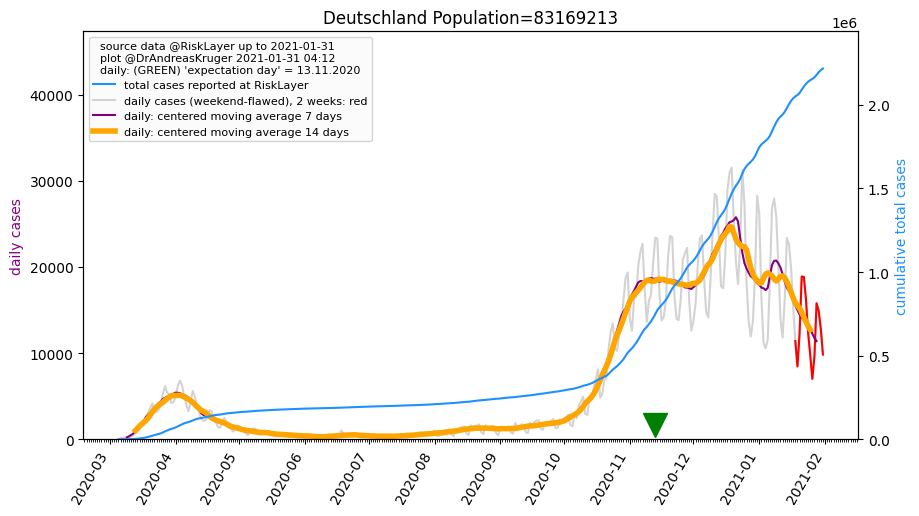 Deutschland Population=83169213
1e6
source data @RiskLayer up to 2021-01-31
plot @DrAndreasKruger 2021-01-31 04:12
daily: (GREEN) 'expectation day' = 13.11.2020
total cases reported at RiskLayer
daily cases (weekend-flawed), 2 weeks: red
daily: centered moving average 7 days
daily: centered moving average 14 days
daily cases
40000
30000
20000
10000
0
2.0
1.5
1.0
0.5
0.0
cumulative total cases
2020-03
2020-04
2020-05
2020-06
2020-07
2020-08
2020-09
2020-10
2020-11
2020-12
2021-01
2021-02